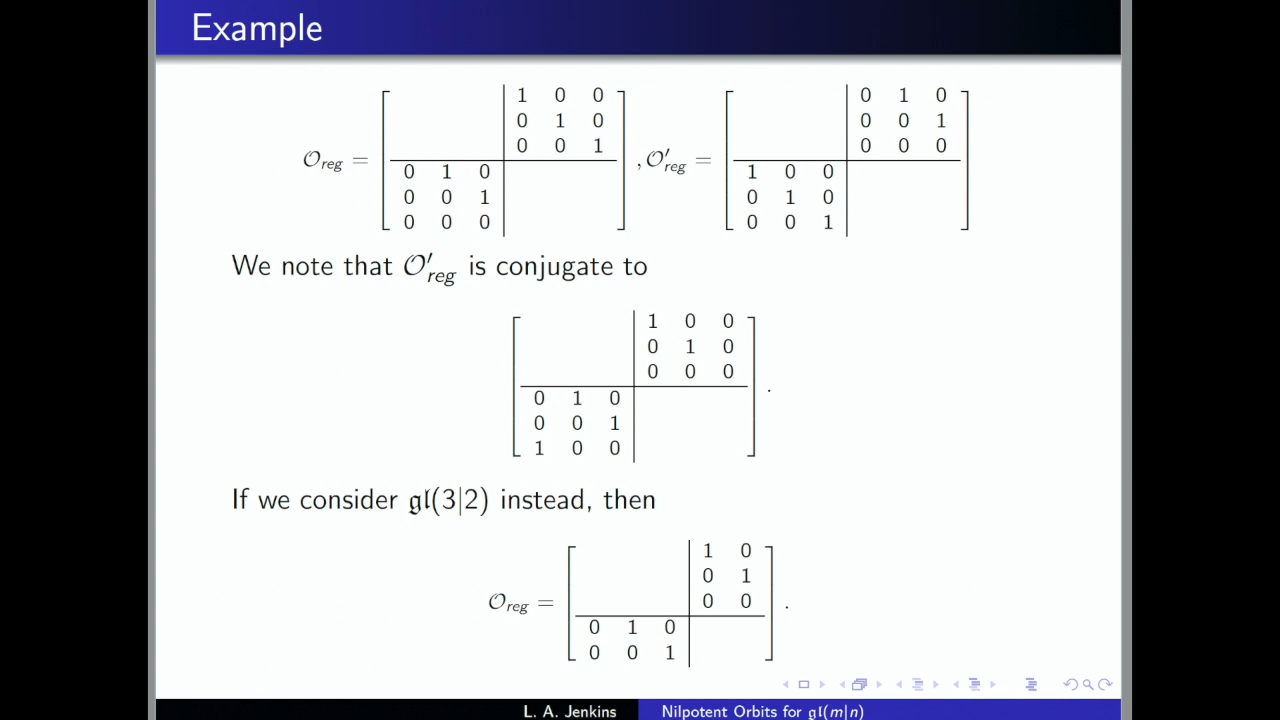 Example
1 0 0 0 1 0
0 1 0 0 0 1
0 0 1 0 0 0
𝒪reg = , 𝒪′reg =
0 1 0 1 0 0
0 0 1 0 1 0
0 0 0 0 0 1
We note that 𝒪′reg is conjugate to
1 0 0
0 1 0
0 0 0
.
0 1 0
0 0 1
1 0 0
If we consider 𝔤𝔩(3|2) instead, then
1 0
0 1
0 0
𝒪reg = .
0 1 0
0 0 1
L. A. Jenkins Nilpotent Orbits for 𝔤𝔩(m|n)